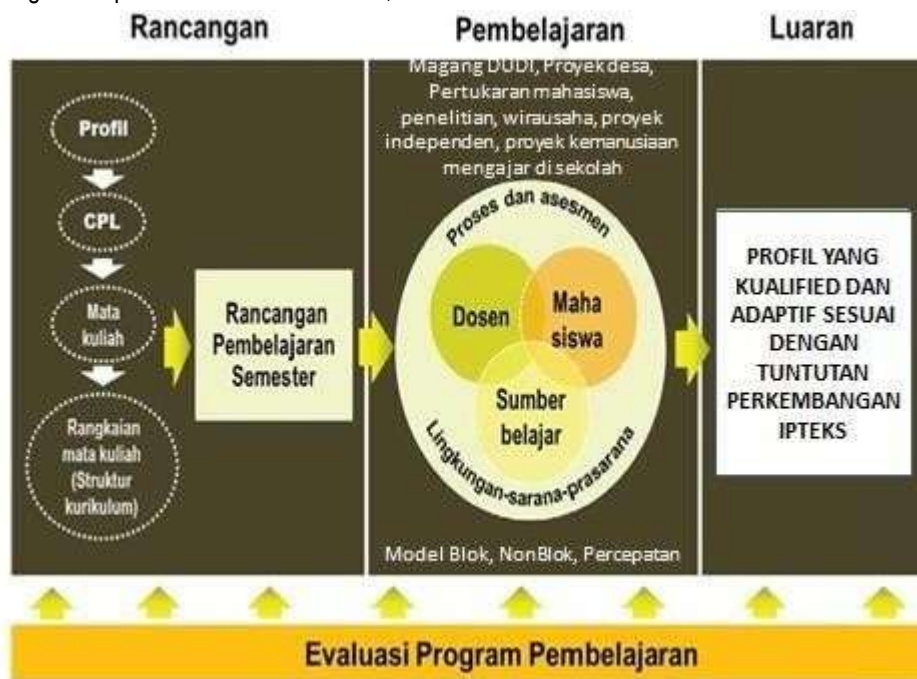 Rancangan
Pembelajaran
Luaran
Profil
CPL
Mata
kuliah
Rangkaian
mata kuliah
(Struktur
kurikulum)
Rancangan
Pembelajaran
Semester
Magang DUDI, Proyek desa,
Pertukaran mahasiswa,
penelitian, wirausaha, proyek
independen, proyek kemanusiaan
mengajar di sekolah
Proses dan asesmen
Dosen
Maha
siswa
Sumber
belajar
Lingkungan-sarana-prasarana
Model Blok, NonBlok, Percepatan
PROFIL YANG
KUALIFIED DAN
ADAPTIF SESUAI
DENGAN
TUNTUTAN
PERKEMBANGAN
IPTEKS
Evaluasi Program Pembelajaran